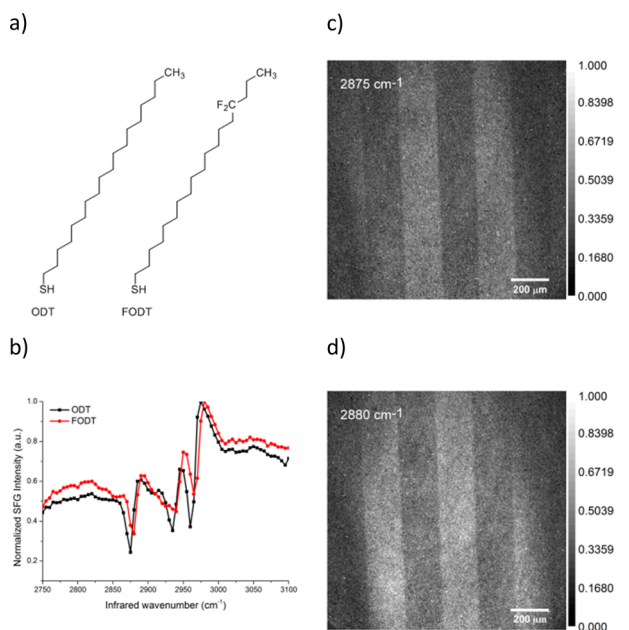 a)
CH3
F2C
CH3
SH
SH
ODT
FODT
b)
ODT
FODT
Normalized SFG Intensity (a.u.)
1.0
0.8
0.6
0.4
0.2
2750 2800 2850 2900 2950 3000 3050 3100
Infrared wavenumber (cm-1)
c)
2875 cm-1
200 µm
1.000
0.8398
0.6719
0.5039
0.3359
0.1680
0.000
d)
2880 cm-1
200 µm
1.000
0.8398
0.6719
0.5039
0.3359
0.1680
0.000